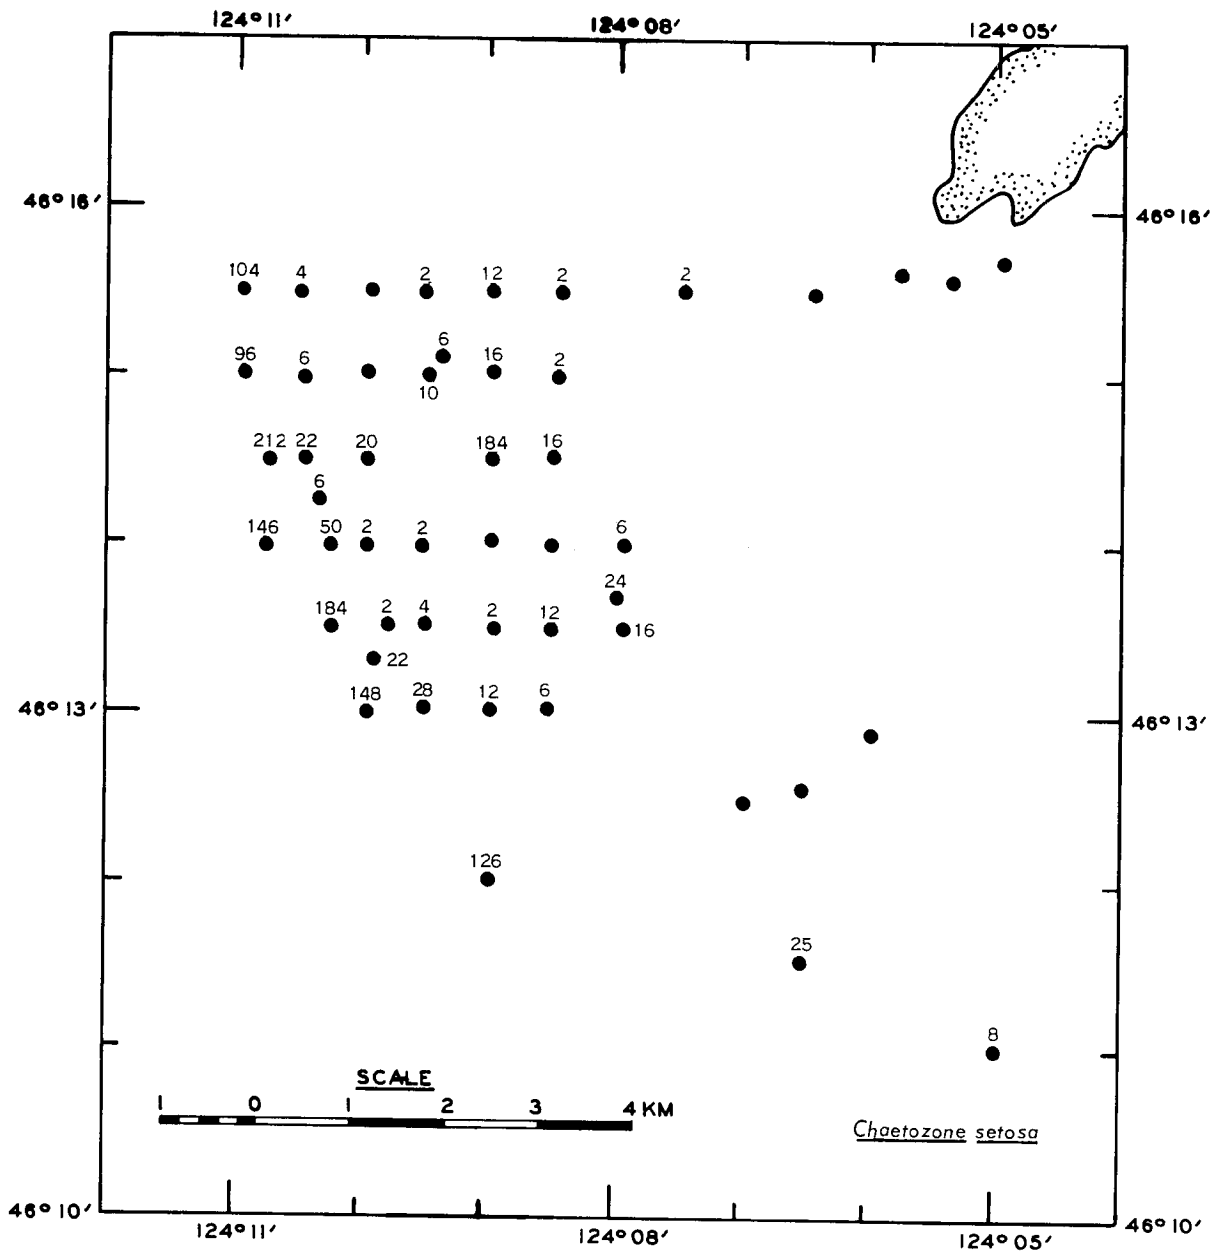 124° 11′ 124° 08′ 124° 05′
46° 16′ 46° 16′
104 4 2 12 2 2
6
96 6 16 2
10
212 22 20 184 16
6
146 50 2 2 6
24
184 2 4 2 12 16
22
148 28 12 6
46° 13′ 46° 13′
126
25
8
SCALE
1 0 1 2 3 4 KM
Chaetozone setosa
46° 10′ 46° 10′
124° 11′ 124° 08′ 124° 05′